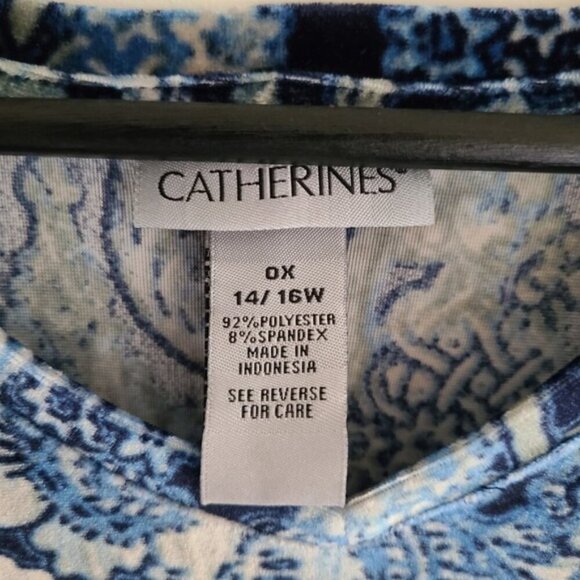 CATHERINES®
0X
14/ 16W
92%POLYESTER
8%SPANDEX
MADE IN
INDONESIA
SEE REVERSE
FOR CARE